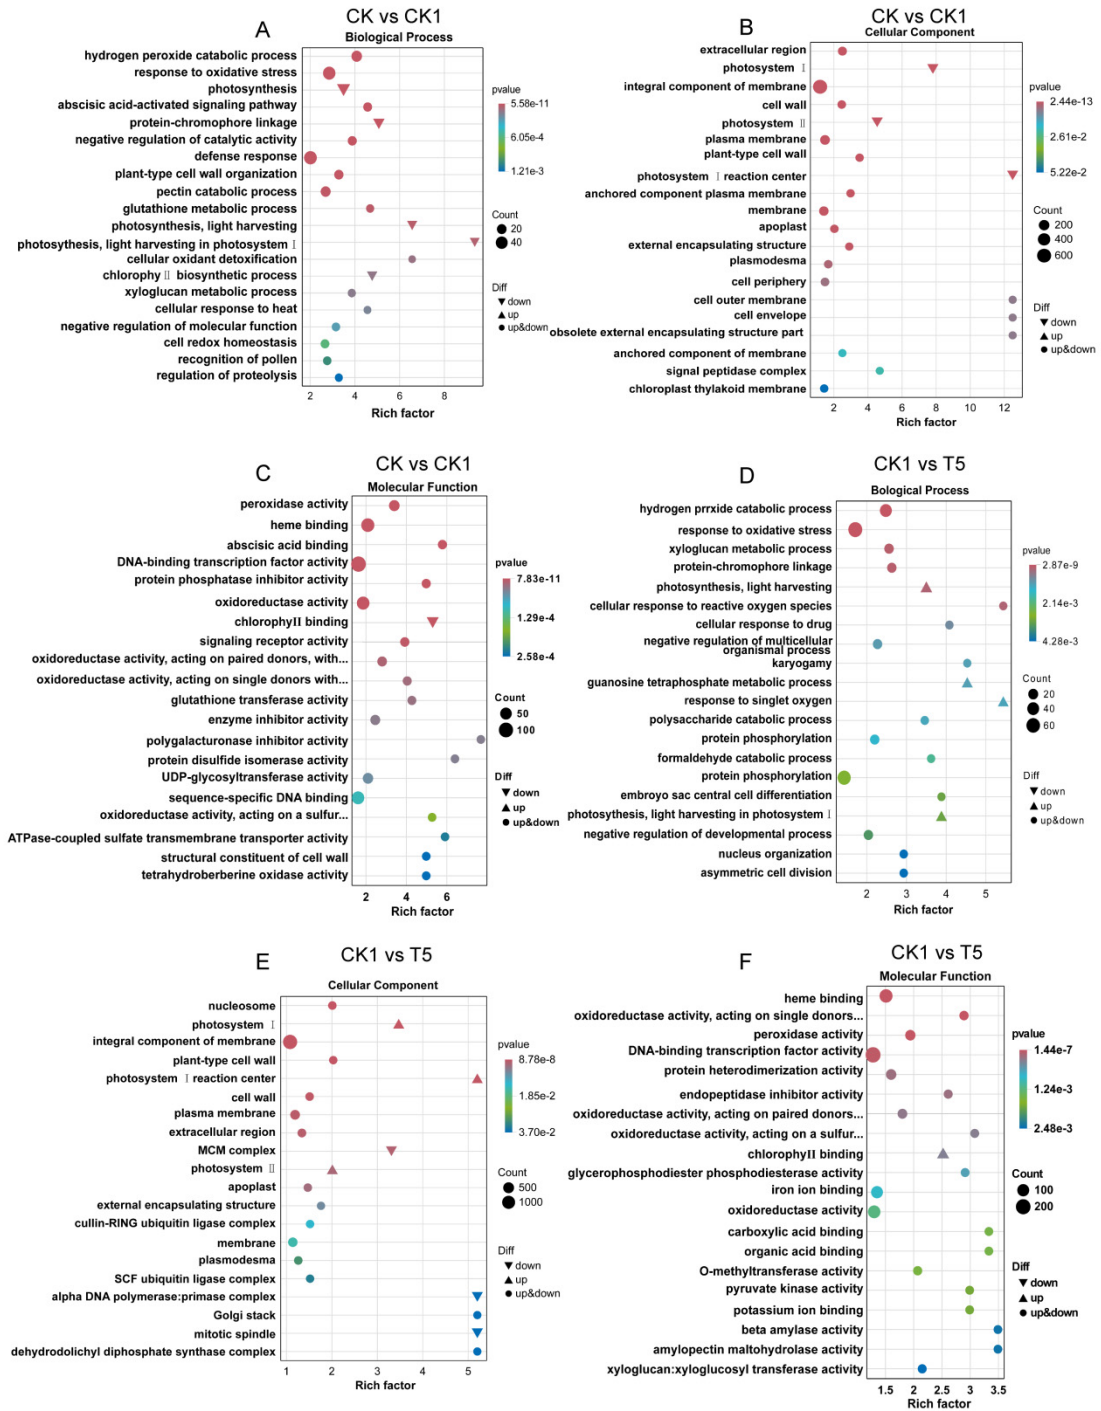 A
CK vs CK1
Biological Process
hydrogen peroxide catabolic process
response to oxidative stress
photosynthesis
abscisic acid-activated signaling pathway
protein-chromophore linkage
negative regulation of catalytic activity
defense response
plant-type cell wall organization
pectin catabolic process
glutathione metabolic process
photosynthesis, light harvesting
photosythesis, light harvesting in photosystem Ⅰ
cellular oxidant detoxification
chlorophyⅡ biosynthetic process
xyloglucan metabolic process
cellular response to heat
negative regulation of molecular function
cell redox homeostasis
recognition of pollen
regulation of proteolysis
2 4 6 8
Rich factor
pvalue
5.58e-11
6.05e-4
1.21e-3
Count
20
40
Diff
down
up
up&down
B
CK vs CK1
Cellular Component
extracellular region
photosystem Ⅰ
integral component of membrane
cell wall
photosystem Ⅱ
plasma membrane
plant-type cell wall
photosystem Ⅰ reaction center
anchored component plasma membrane
membrane
apoplast
external encapsulating structure
plasmodesma
cell periphery
cell outer membrane
cell envelope
obsolete external encapsulating structure part
anchored component of membrane
signal peptidase complex
chloroplast thylakoid membrane
2 4 6 8 10 12
Rich factor
pvalue
2.44e-13
2.61e-2
5.22e-2
Count
200
400
600
Diff
down
up
up&down
C
CK vs CK1
Molecular Function
peroxidase activity
heme binding
abscisic acid binding
DNA-binding transcription factor activity
protein phosphatase inhibitor activity
oxidoreductase activity
chlorophyII binding
signaling receptor activity
oxidoreductase activity, acting on paired donors, with...
oxidoreductase activity, acting on single donors with...
glutathione transferase activity
enzyme inhibitor activity
polygalacturonase inhibitor activity
protein disulfide isomerase activity
UDP-glycosyltransferase activity
sequence-specific DNA binding
oxidoreductase activity, acting on a sulfur...
ATPase-coupled sulfate transmembrane transporter activity
structural constituent of cell wall
tetrahydroberberine oxidase activity
2 4 6
Rich factor
pvalue
7.83e-11
1.29e-4
2.58e-4
Count
50
100
Diff
down
up
up&down
D
CK1 vs T5
Bological Process
hydrogen prrxide catabolic process
response to oxidative stress
xyloglucan metabolic process
protein-chromophore linkage
photosynthesis, light harvesting
cellular response to reactive oxygen species
cellular response to drug
negative regulation of multicellular
organismal process
karyogamy
guanosine tetraphosphate metabolic process
response to singlet oxygen
polysaccharide catabolic process
protein phosphorylation
formaldehyde catabolic process
protein phosphorylation
embroyo sac central cell differentiation
photosythesis, light harvesting in photosystem Ⅰ
negative regulation of developmental process
nucleus organization
asymmetric cell division
2 3 4 5
Rich factor
pvalue
2.87e-9
2.14e-3
4.28e-3
Count
20
40
60
Diff
down
up
up&down
E
CK1 vs T5
Cellular Component
nucleosome
photosystem Ⅰ
integral component of membrane
plant-type cell wall
photosystem Ⅰ reaction center
cell wall
plasma membrane
extracellular region
MCM complex
photosystem Ⅱ
apoplast
external encapsulating structure
cullin-RING ubiquitin ligase complex
membrane
plasmodesma
SCF ubiquitin ligase complex
alpha DNA polymerase:primase complex
Golgi stack
mitotic spindle
dehydrodolichyl diphosphate synthase complex
1 2 3 4 5
Rich factor
pvalue
8.78e-8
1.85e-2
3.70e-2
Count
500
1000
Diff
down
up
up&down
F
CK1 vs T5
Molecular Function
heme binding
oxidoreductase activity, acting on single donors...
peroxidase activity
DNA-binding transcription factor activity
protein heterodimerization activity
endopeptidase inhibitor activity
oxidoreductase activity, acting on paired donors...
oxidoreductase activity, acting on a sulfur...
chlorophyII binding
glycerophosphodiester phosphodiesterase activity
iron ion binding
oxidoreductase activity
carboxylic acid binding
organic acid binding
O-methyltransferase activity
pyruvate kinase activity
potassium ion binding
beta amylase activity
amylopectin maltohydrolase activity
xyloglucan:xyloglucosyl transferase activity
1.5 2 2.5 3 3.5
Rich factor
pvalue
1.44e-7
1.24e-3
2.48e-3
Count
100
200
Diff
down
up
up&down